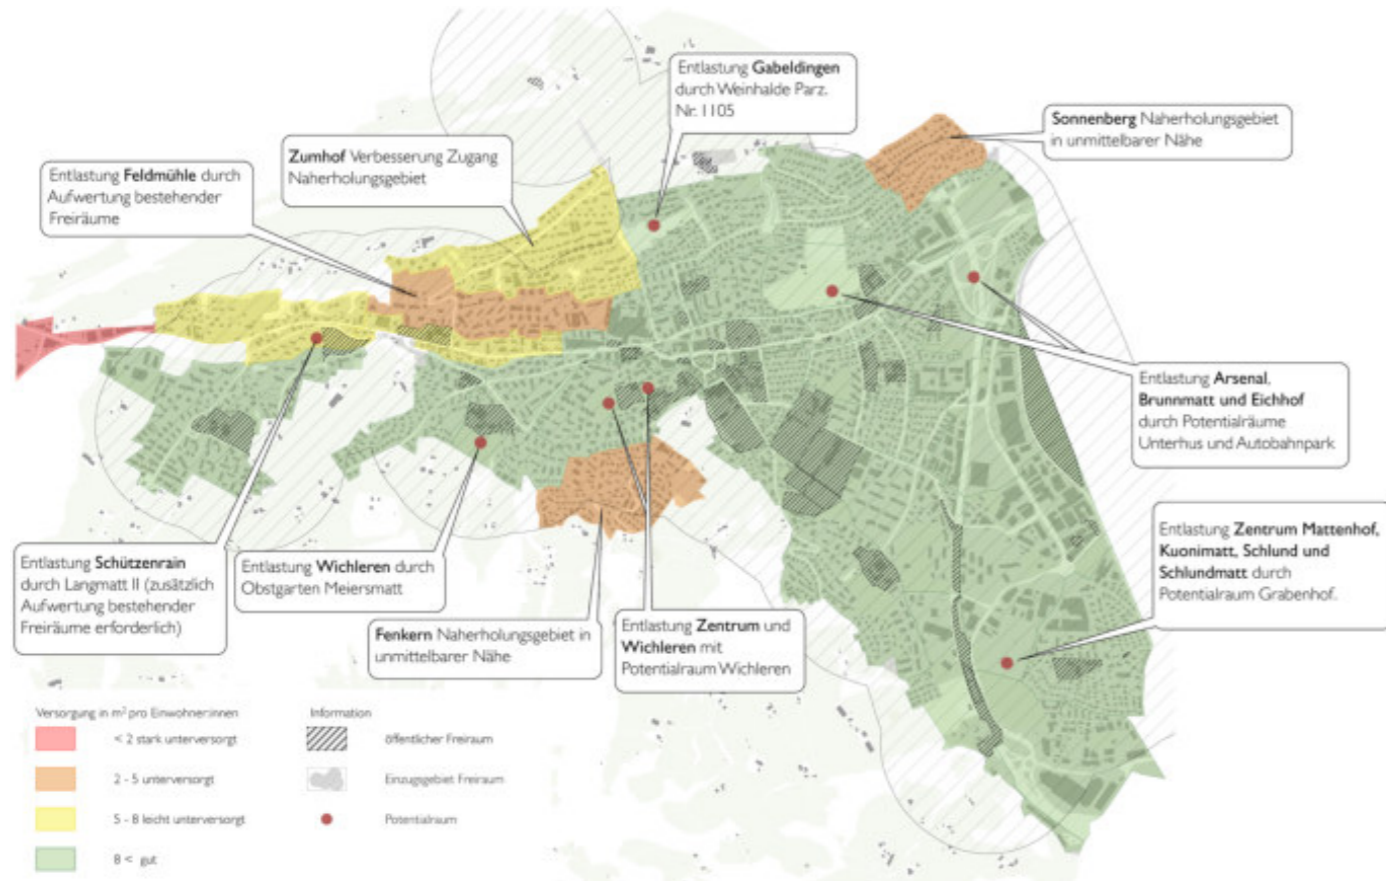 Entlastung Gabeldingen
durch Weinhalde Parz.
Nr. 1105
Sonnenberg Naherholungsgebiet
in unmittelbarer Nähe
Zumhof Verbesserung Zugang
Naherholungsgebiet
Entlastung Feldmühle durch
Aufwertung bestehender
Freiräume
Entlastung Arsenal,
Brunnmatt und Eichhof
durch Potentialräume
Unterhus und Autobahnpark
Entlastung Zentrum Mattenhof,
Kuonimatt, Schlund und
Schlundmatt durch
Potentialraum Grabenhof.
Entlastung Schützenrain
durch Langmatt II (zusätzlich
Aufwertung bestehender
Freiräume erforderlich)
Entlastung Wichleren durch
Obstgarten Meiersmatt
Fenkern Naherholungsgebiet in
unmittelbarer Nähe
Entlastung Zentrum und
Wichleren mit
Potentialraum Wichleren
Versorgung in m² pro Einwohner:innen
< 2 stark unterversorgt
2 - 5 unterversorgt
5 - 8 leicht unterversorgt
8 < gut
Information
öffentlicher Freiraum
Einzugsgebiet Freiraum
Potentialraum